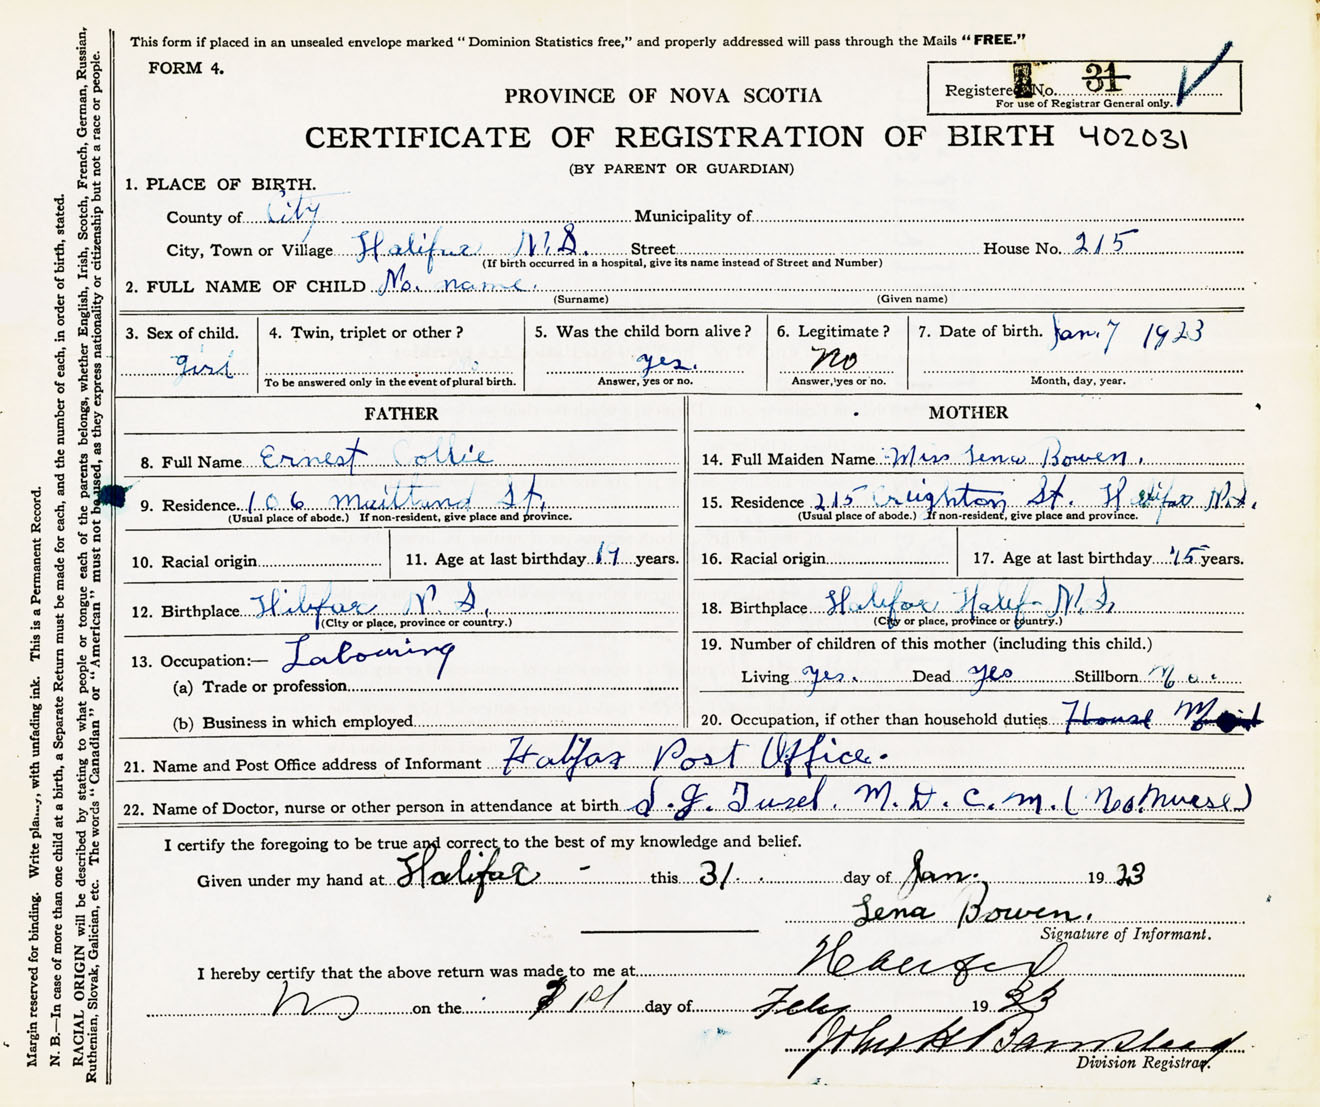 This form if placed in an unsealed envelope marked "Dominion Statistics free," and properly addressed will pass through the Mails "FREE."
FORM 4.
Registered No. 31
For use of Registrar General only.
PROVINCE OF NOVA SCOTIA
CERTIFICATE OF REGISTRATION OF BIRTH 402031
(BY PARENT OR GUARDIAN)
1. PLACE OF BIRTH.
County of City Municipality of
City, Town or Village Halifax N.S. Street House No. 215
(If birth occurred in a hospital, give its name instead of Street and Number)
2. FULL NAME OF CHILD No. name.
(Surname) (Given name)
3. Sex of child. 4. Twin, triplet or other? 5. Was the child born alive? 6. Legitimate? 7. Date of birth. Jan. 7 1923
Girl yes. No
To be answered only in the event of plural birth. Answer, yes or no. Answer, yes or no. Month, day, year.
FATHER
8. Full Name Ernest Collie
9. Residence 106 Maitland St,
(Usual place of abode.) If non-resident, give place and province.
10. Racial origin 11. Age at last birthday 17 years.
12. Birthplace Hilifax N.S,
(City or place, province or country.)
13. Occupation:— Labouring
(a) Trade or profession
(b) Business in which employed
MOTHER
14. Full Maiden Name Miss Lena Bowen.
15. Residence 215 Creighton St. Halifax N.S.
(Usual place of abode.) If non-resident, give place and province.
16. Racial origin 17. Age at last birthday 15 years.
18. Birthplace Halifax N.S,
(City or place, province or country.)
19. Number of children of this mother (including this child.)
Living yes. Dead yes Stillborn No.
20. Occupation, if other than household duties House Maid
21. Name and Post Office address of Informant Halifax Post Office.
22. Name of Doctor, nurse or other person in attendance at birth M.D.C.M. (No. Nurse)
I certify the foregoing to be true and correct to the best of my knowledge and belief.
Given under my hand at Halifax - this 31. day of Jan. 1923
Lena Bowen.
Signature of Informant.
I hereby certify that the above return was made to me at Halifax
NS on the day of Feby 1923
John H Barnstead
Division Registrar.
Margin reserved for binding. Write plainly, with unfading ink. This is a Permanent Record.
N. B.—In case of more than one child at a birth, a Separate Return must be made for each, and the number of each, in order of birth, stated.
RACIAL ORIGIN will be described by stating to what people or tongue each of the parents belongs, whether English, Irish, Scotch, French, German, Russian,
Ruthenian, Slovak, Galician, etc. The words "Canadian" or "American" must not be used, as they express nationality or citizenship but not a race or people.